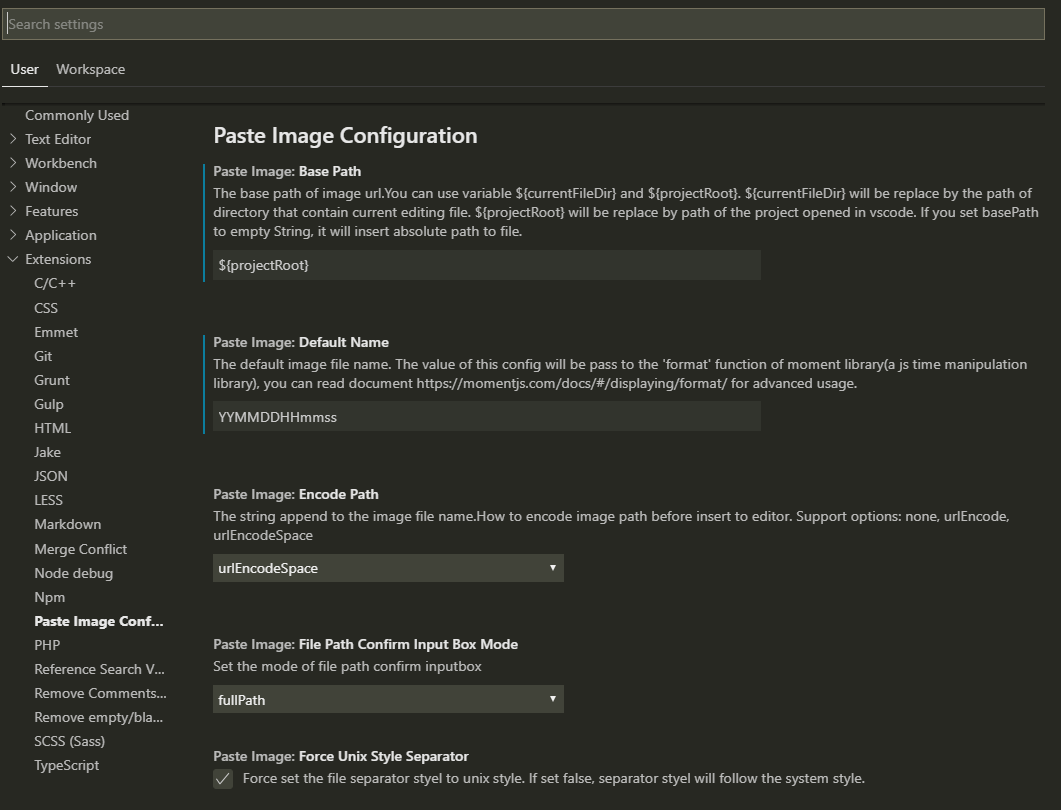 Search settings
User Workspace
Commonly Used
Text Editor
Workbench
Window
Features
Application
Extensions
C/C++
CSS
Emmet
Git
Grunt
Gulp
HTML
Jake
JSON
LESS
Markdown
Merge Conflict
Node debug
Npm
Paste Image Conf...
PHP
Reference Search V...
Remove Comments...
Remove empty/bla...
SCSS (Sass)
TypeScript
Paste Image Configuration
Paste Image: Base Path
The base path of image url.You can use variable ${currentFileDir} and ${projectRoot}. ${currentFileDir} will be replace by the path of
directory that contain current editing file. ${projectRoot} will be replace by path of the project opened in vscode. If you set basePath
to empty String, it will insert absolute path to file.
${projectRoot}
Paste Image: Default Name
The default image file name. The value of this config will be pass to the 'format' function of moment library(a js time manipulation
library), you can read document https://momentjs.com/docs/#/displaying/format/ for advanced usage.
YYMMDDHHmmss
Paste Image: Encode Path
The string append to the image file name.How to encode image path before insert to editor. Support options: none, urlEncode,
urlEncodeSpace
urlEncodeSpace
Paste Image: File Path Confirm Input Box Mode
Set the mode of file path confirm inputbox
fullPath
Paste Image: Force Unix Style Separator
Force set the file separator styel to unix style. If set false, separator styel will follow the system style.